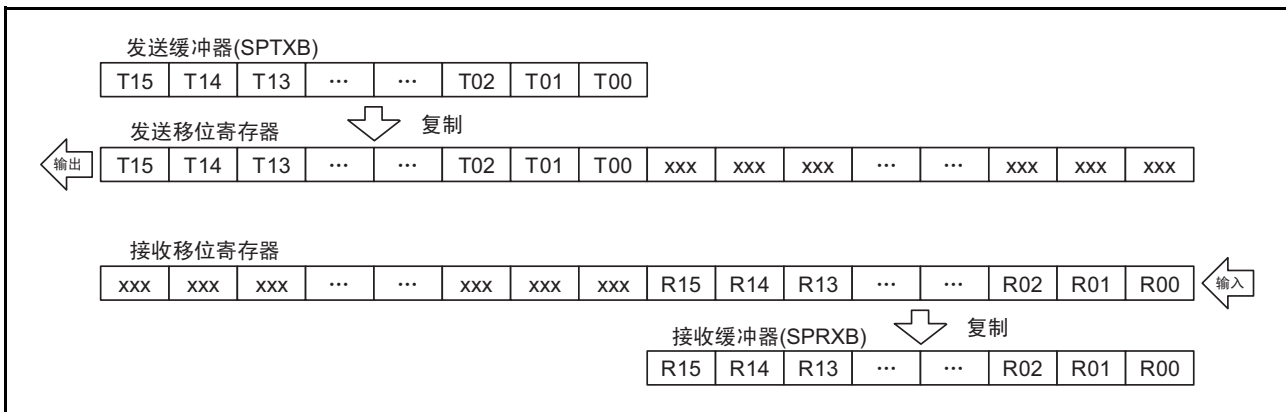 发送缓冲器(SPTXB)
T15 T14 T13 … … T02 T01 T00
复制
发送移位寄存器
输出 T15 T14 T13 … … T02 T01 T00 xxx xxx xxx … … xxx xxx xxx
接收移位寄存器
xxx xxx xxx … … xxx xxx xxx R15 R14 R13 … … R02 R01 R00 输入
复制
接收缓冲器(SPRXB)
R15 R14 R13 … … R02 R01 R00